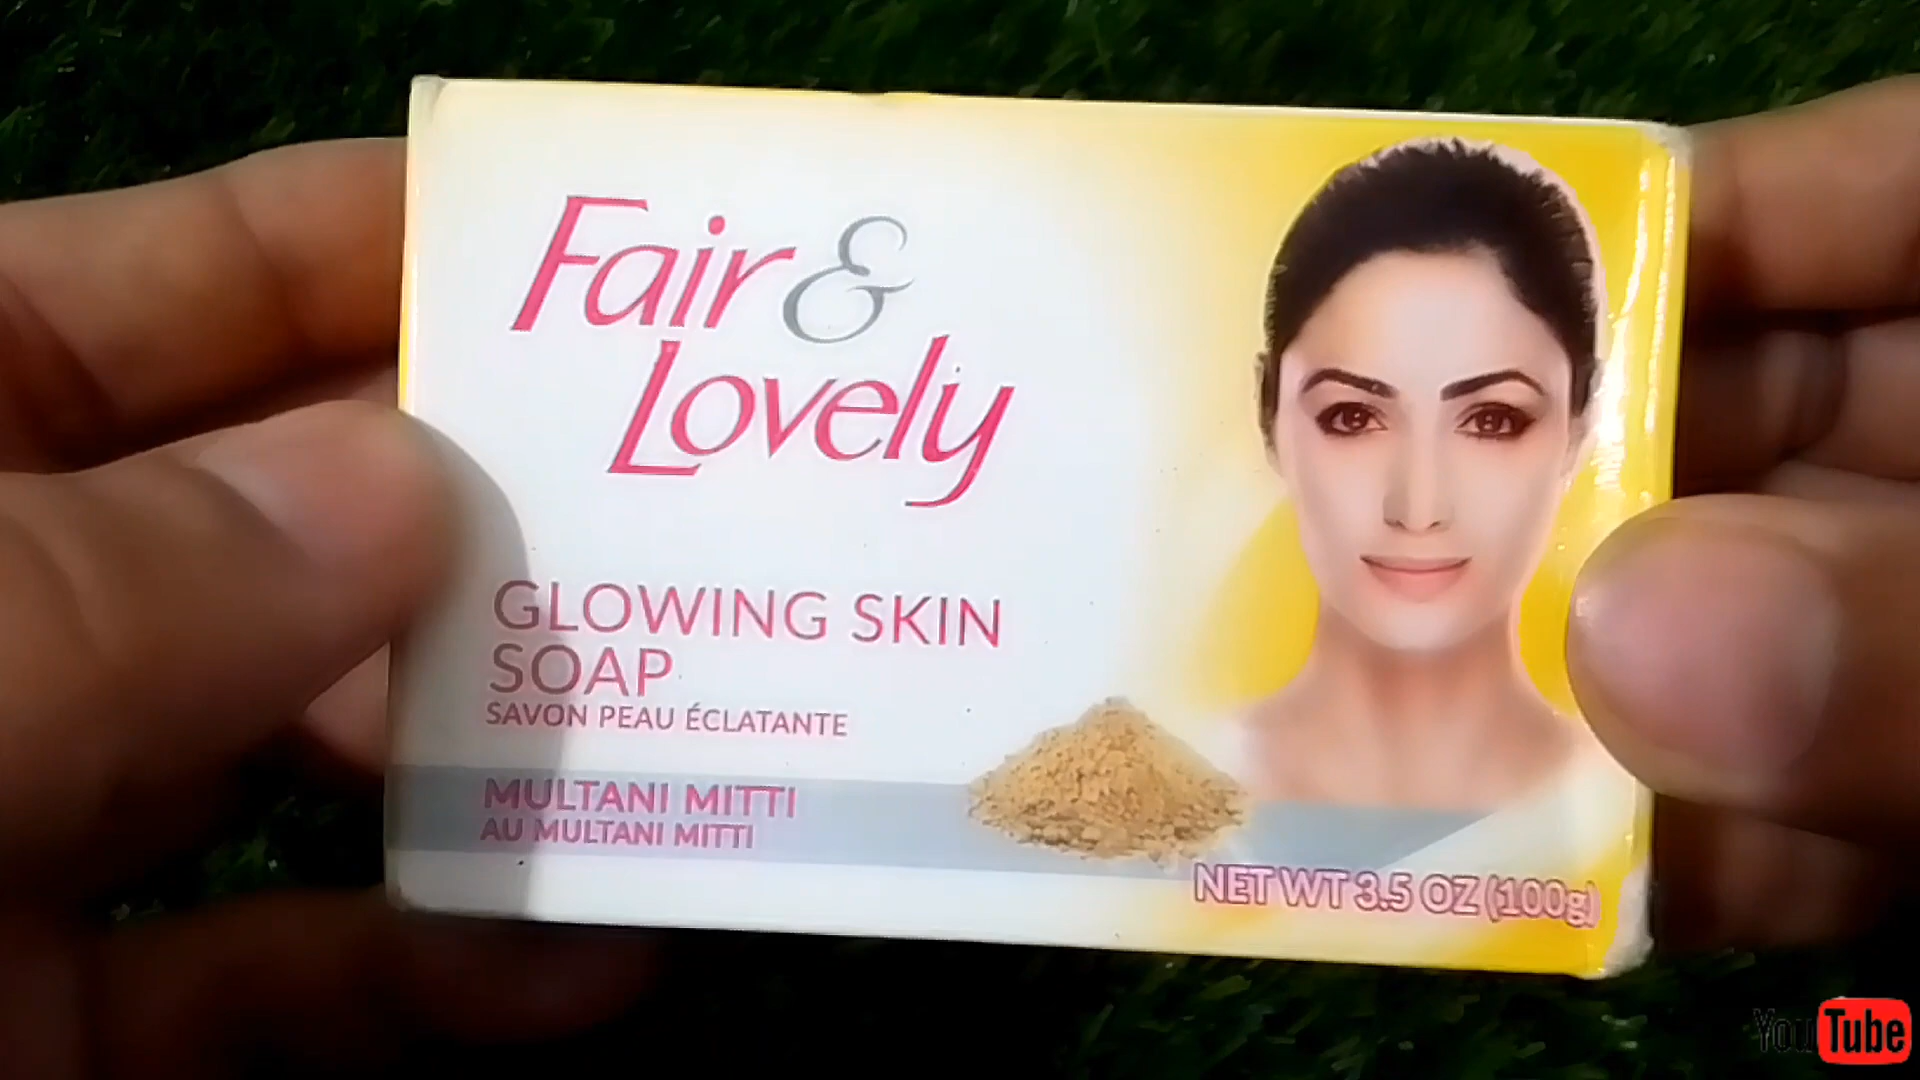 Fair &
Lovely
GLOWING SKIN
SOAP
SAVON PEAU ÉCLATANTE
MULTANI MITTI
AU MULTANI MITTI
NET WT 3.5 OZ (100g)
YouTube